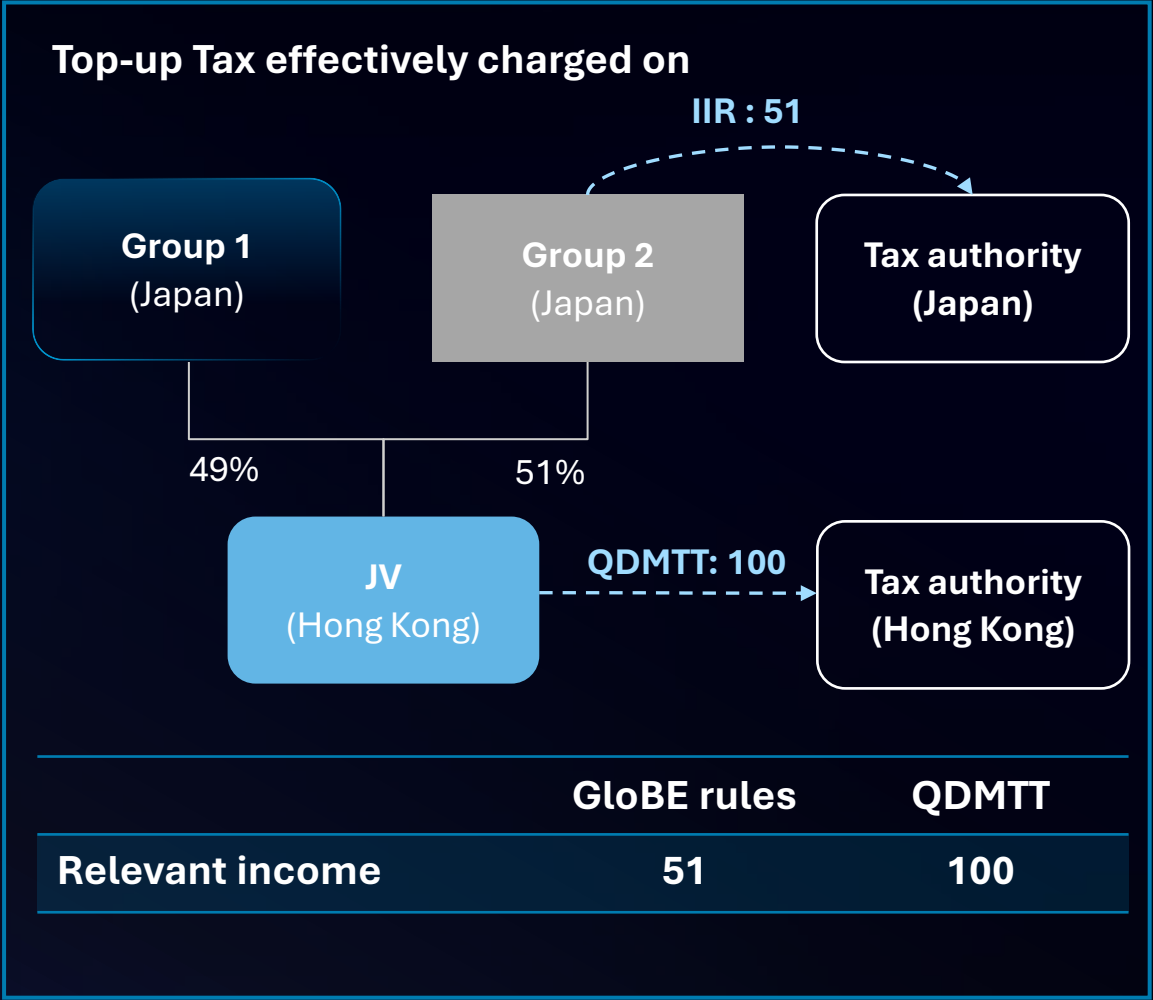 Top-up Tax effectively charged on
IIR : 51
Group 1
(Japan)
Group 2
(Japan)
Tax authority
(Japan)
49%
51%
JV
(Hong Kong)
QDMTT: 100
Tax authority
(Hong Kong)
GloBE rules
QDMTT
Relevant income
51
100